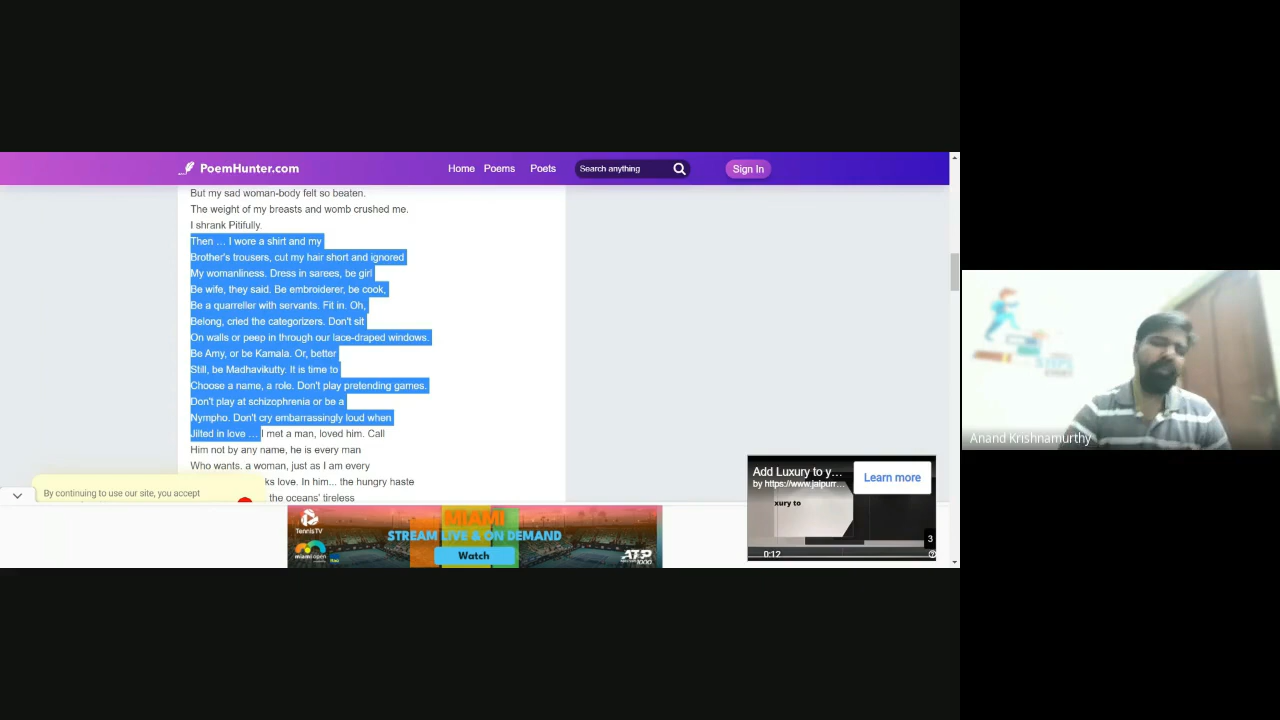 PoemHunter.com
Home Poems Poets Search anything Sign In
But my sad woman-body felt so beaten.
The weight of my breasts and womb crushed me.
I shrank Pitifully.
Then ... I wore a shirt and my
Brother's trousers, cut my hair short and ignored
My womanliness. Dress in sarees, be girl
Be wife, they said. Be embroiderer, be cook,
Be a quarreller with servants. Fit in. Oh,
Belong, cried the categorizers. Don't sit
On walls or peep in through our lace-draped windows.
Be Amy, or be Kamala. Or, better
Still, be Madhavikutty. It is time to
Choose a name, a role. Don't play pretending games.
Don't play at schizophrenia or be a
Nympho. Don't cry embarrassingly loud when
Jilted in love ... I met a man, loved him. Call
Him not by any name, he is every man
Who wants. a woman, just as I am every
ks love. In him... the hungry haste
the oceans' tireless
By continuing to use our site, you accept
Add Luxury to y...
by https://www.jaipurr...
Learn more
xury to
3
0:12
TennisTV
miami open
MIAMI
STREAM LIVE & ON DEMAND
Watch
ATP
1000
Anand Krishnamurthy